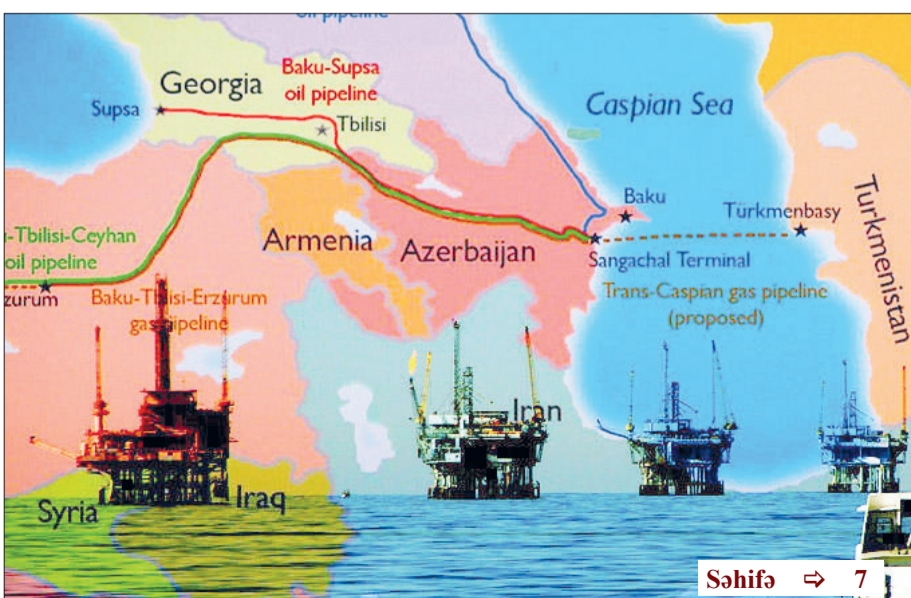 oil pipeline
Georgia
Baku-Supsa
oil pipeline
Supsa
Tbilisi
Caspian Sea
Baku
Türkmenbasy
Turkmenistan
Armenia
Azerbaijan
Sangachal Terminal
i-Tbilisi-Ceyhan
oil pipeline
zurum
Baku-Tbilisi-Erzurum
gas pipeline
Trans-Caspian gas pipeline
(proposed)
Iran
Iraq
Syria
Səhifə ⇨ 7